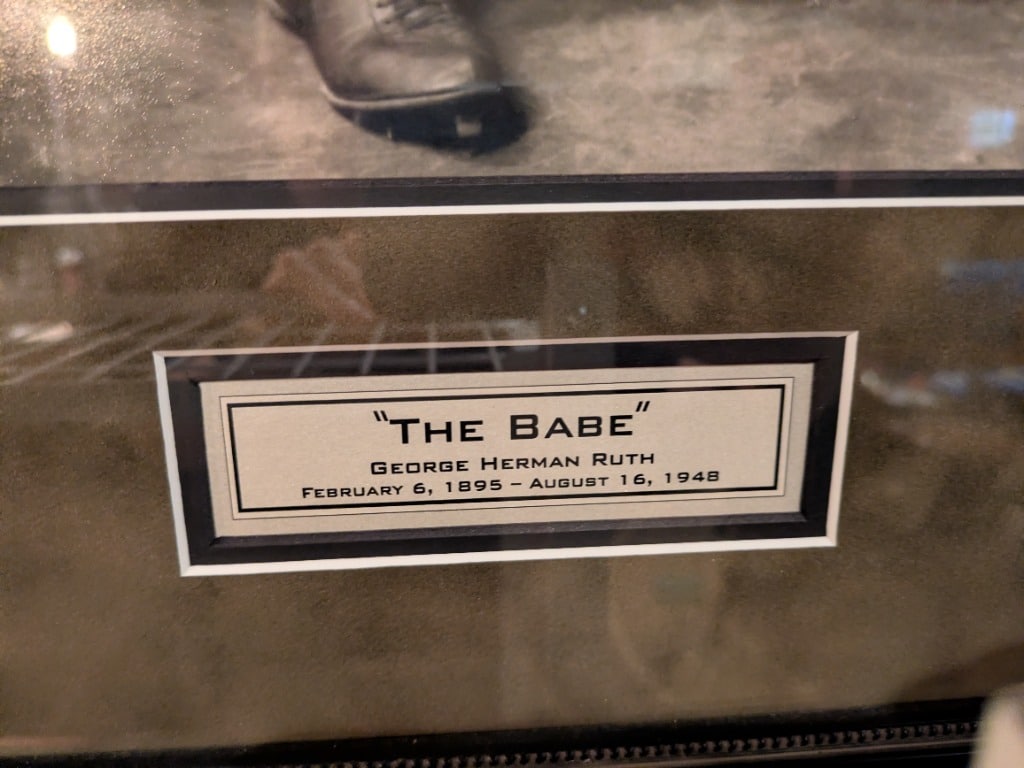 "The Babe"
George Herman Ruth
February 6, 1895 – August 16, 1948